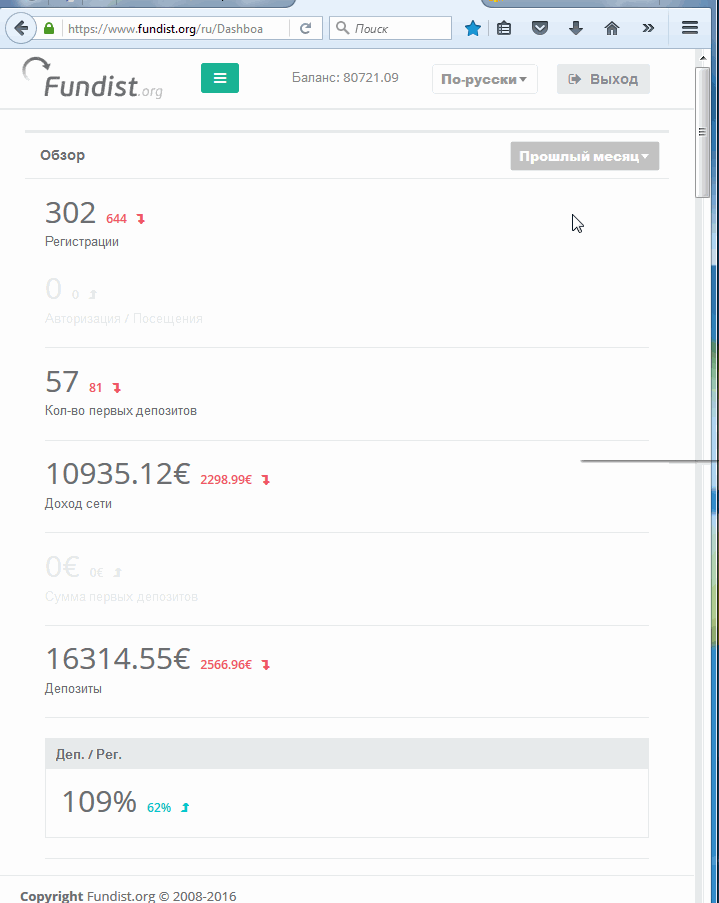 https://www.fundist.org/ru/Dashboa
Поиск
Fundist.org
Баланс: 80721.09
По-русски
Выход
Обзор
Прошлый месяц
302 644
Регистрации
0 0
Авторизация / Посещения
57 81
Кол-во первых депозитов
10935.12€ 2298.99€
Доход сети
0€ 0€
Сумма первых депозитов
16314.55€ 2566.96€
Депозиты
Деп. / Рег.
109% 62%
Copyright Fundist.org © 2008-2016